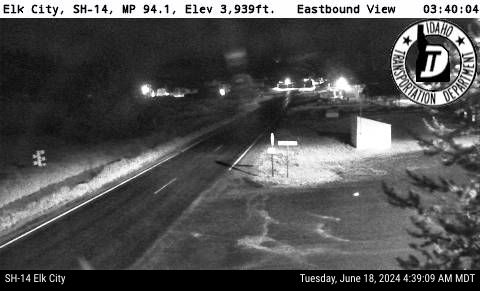 Elk City, SH-14, MP 94.1, Elev 3,939ft. Eastbound View 03:40:04
IDAHO
TRANSPORTATION DEPARTMENT
SH-14 Elk City
Tuesday, June 18, 2024 4:39:09 AM MDT